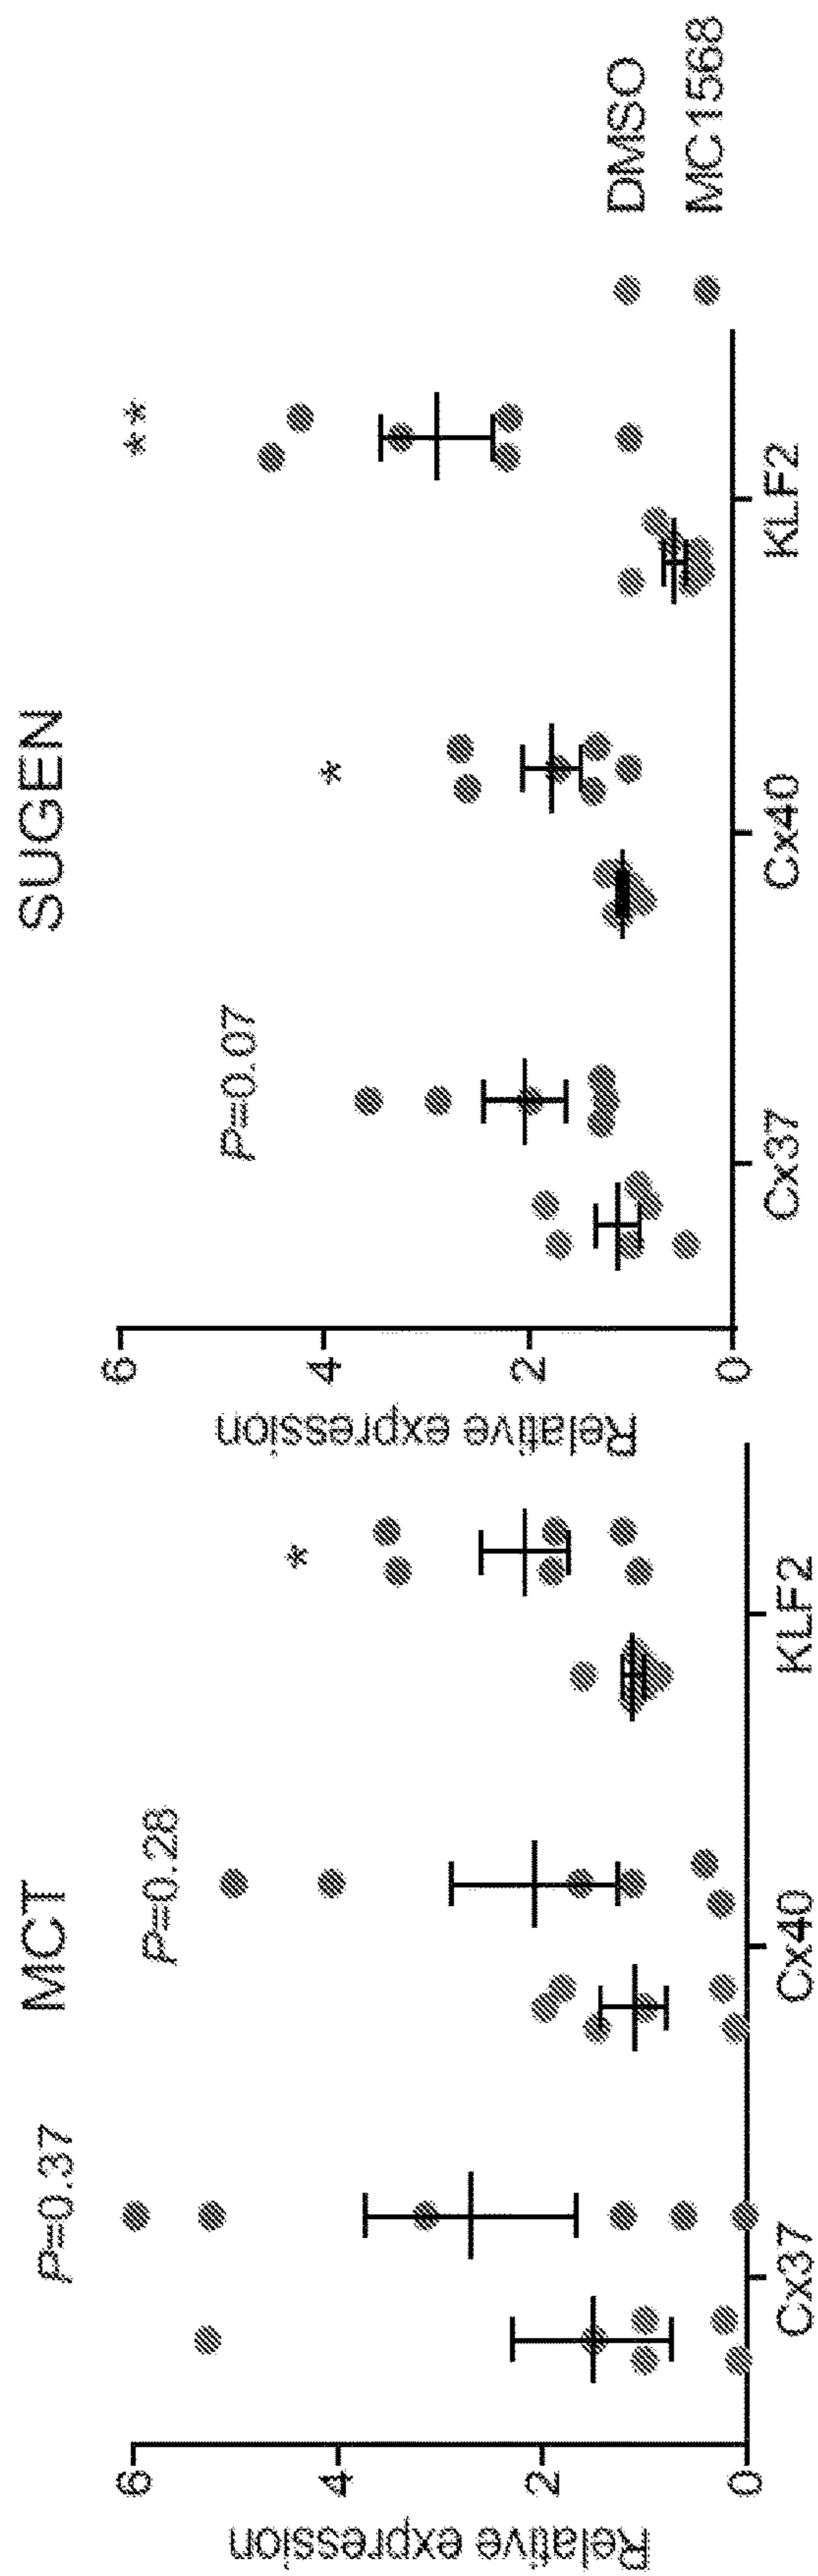 MCT
P=0.37
P=0.28
*
Relative expression
6
4
2
0
Cx37
Cx40
KLF2
SUGEN
P=0.07
*
**
Relative expression
6
4
2
0
Cx37
Cx40
KLF2
DMSO
MC1568